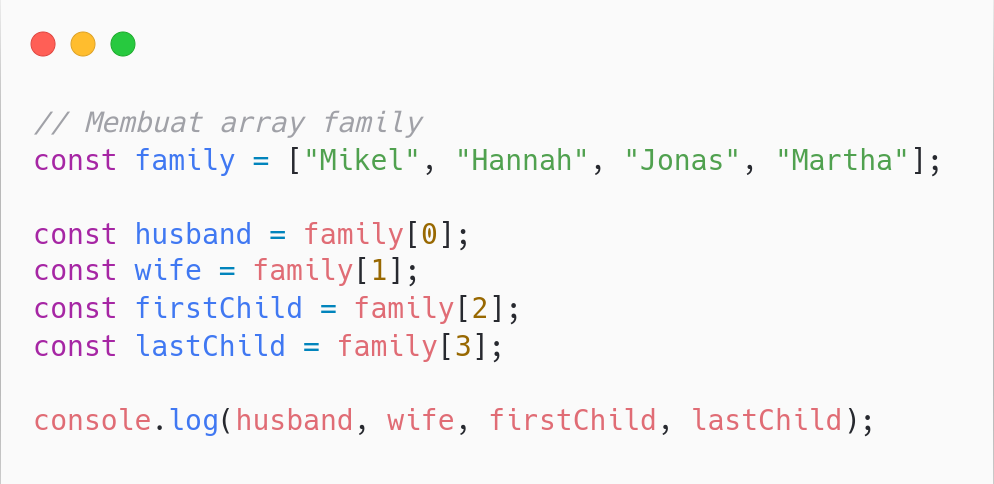 // Membuat array family
const family = ["Mikel", "Hannah", "Jonas", "Martha"];
const husband = family[0];
const wife = family[1];
const firstChild = family[2];
const lastChild = family[3];
console.log(husband, wife, firstChild, lastChild);